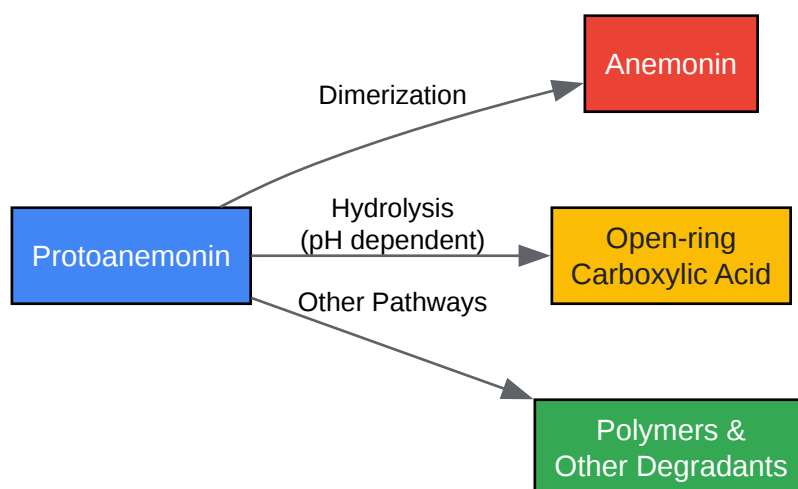 Anemonin
Dimerization
Protoanemonin
Hydrolysis
(pH dependent)
Open-ring
Carboxylic Acid
Other Pathways
Polymers &
Other Degradants